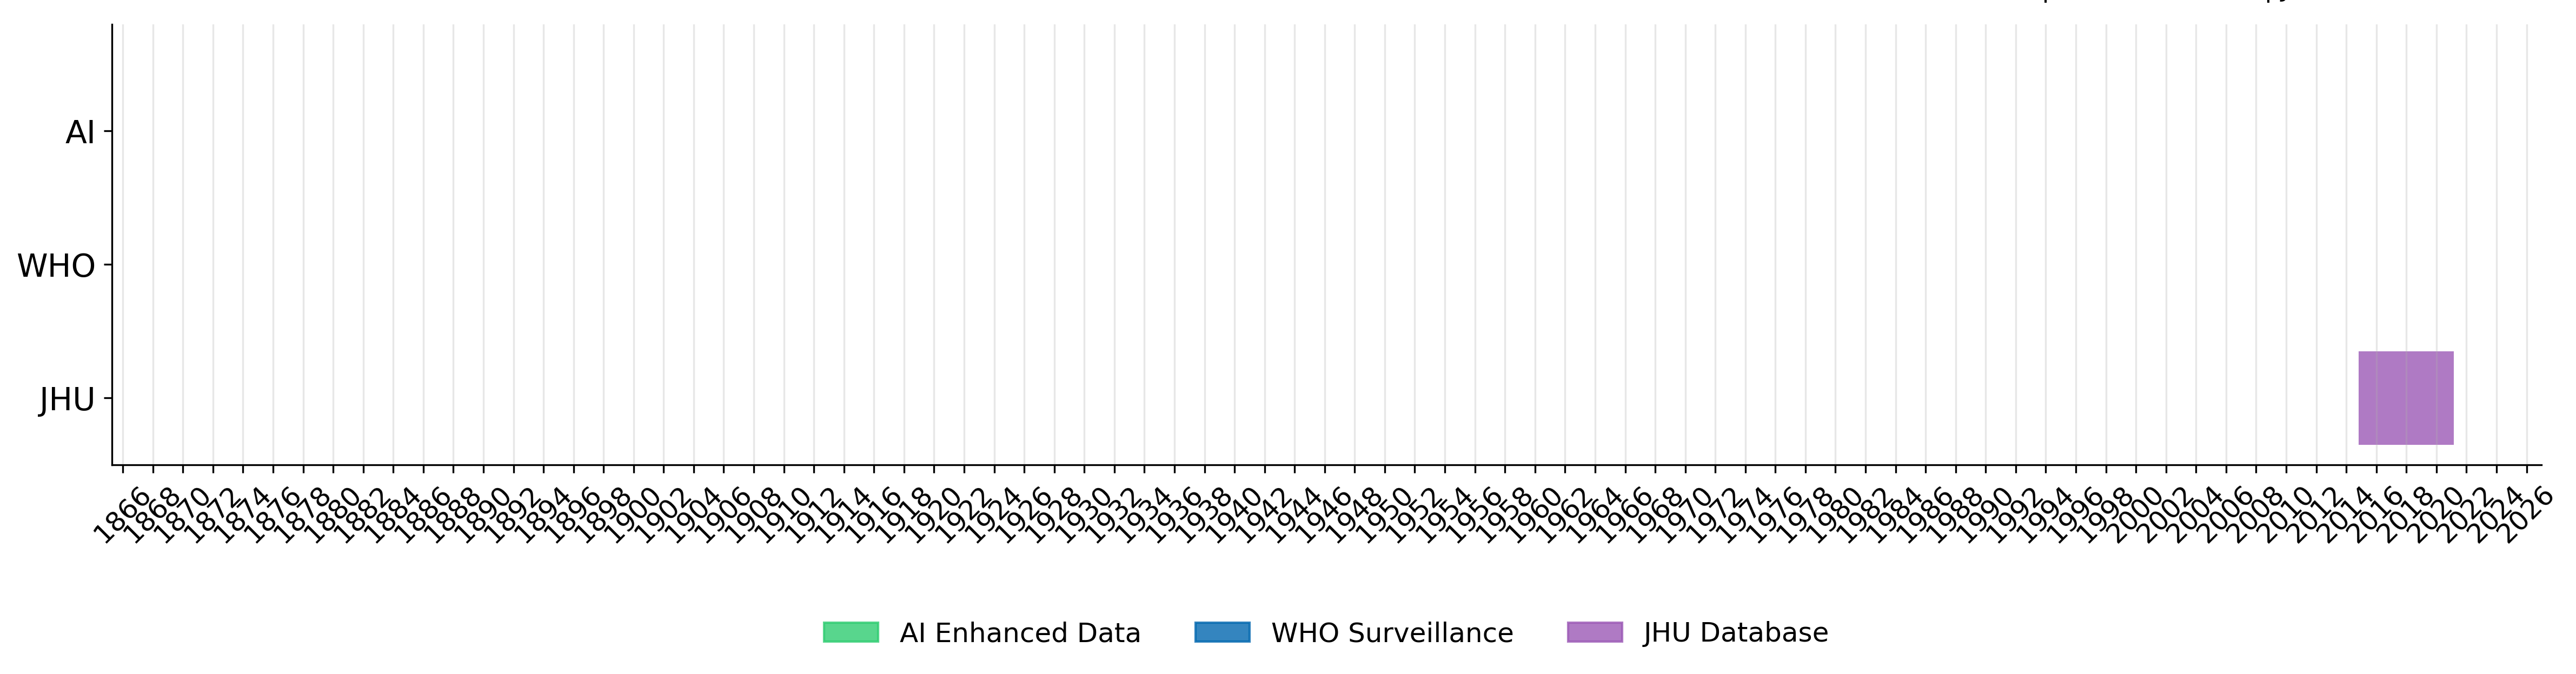 AI
WHO
JHU
1866 1868 1870 1872 1874 1876 1878 1880 1882 1884 1886 1888 1890 1892 1894 1896 1898 1900 1902 1904 1906 1908 1910 1912 1914 1916 1918 1920 1922 1924 1926 1928 1930 1932 1934 1936 1938 1940 1942 1944 1946 1948 1950 1952 1954 1956 1958 1960 1962 1964 1966 1968 1970 1972 1974 1976 1978 1980 1982 1984 1986 1988 1990 1992 1994 1996 1998 2000 2002 2004 2006 2008 2010 2012 2014 2016 2018 2020 2022 2024 2026
AI Enhanced Data WHO Surveillance JHU Database